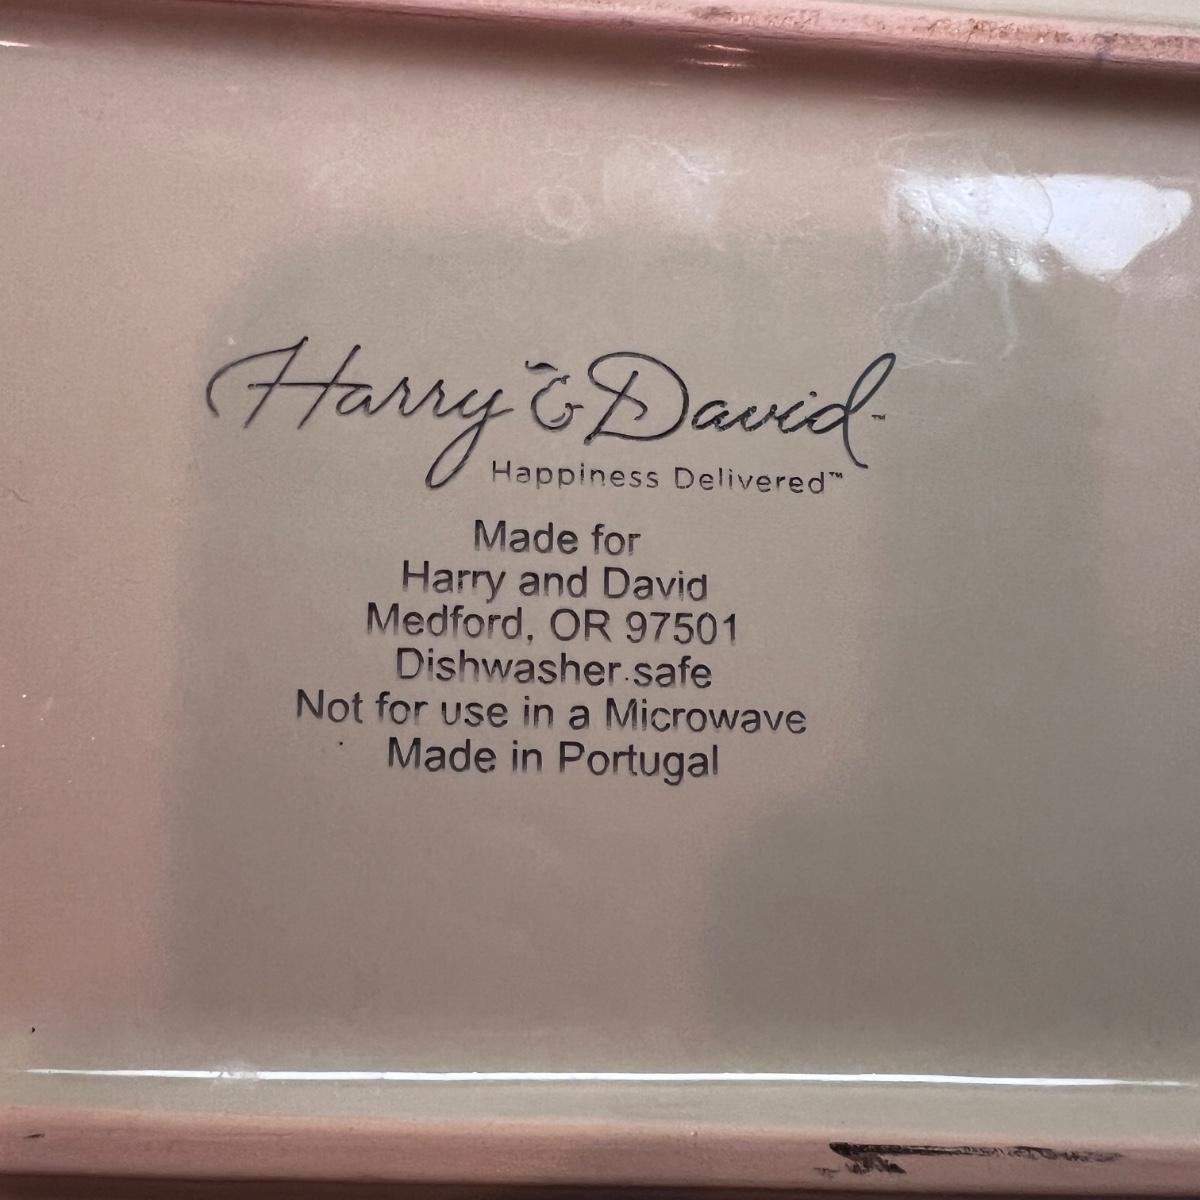 Harry & David™
Happiness Delivered™
Made for
Harry and David
Medford, OR 97501
Dishwasher safe
Not for use in a Microwave
Made in Portugal